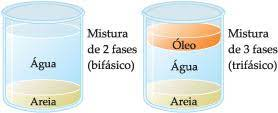 Água
Areia
Mistura
de 2 fases
(bifásico)
Óleo
Água
Areia
Mistura
de 3 fases
(trifásico)